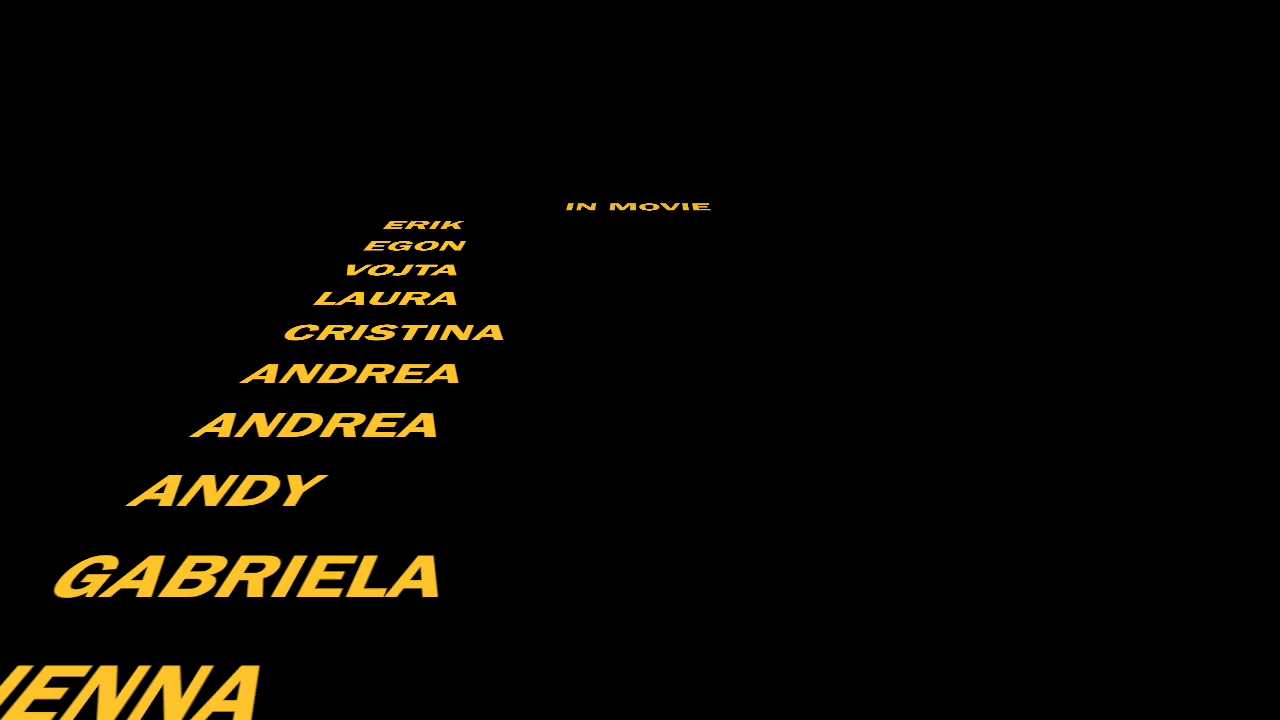 IN MOVIE
ERIK
EGON
VOJTA
LAURA
CRISTINA
ANDREA
ANDREA
ANDY
GABRIELA